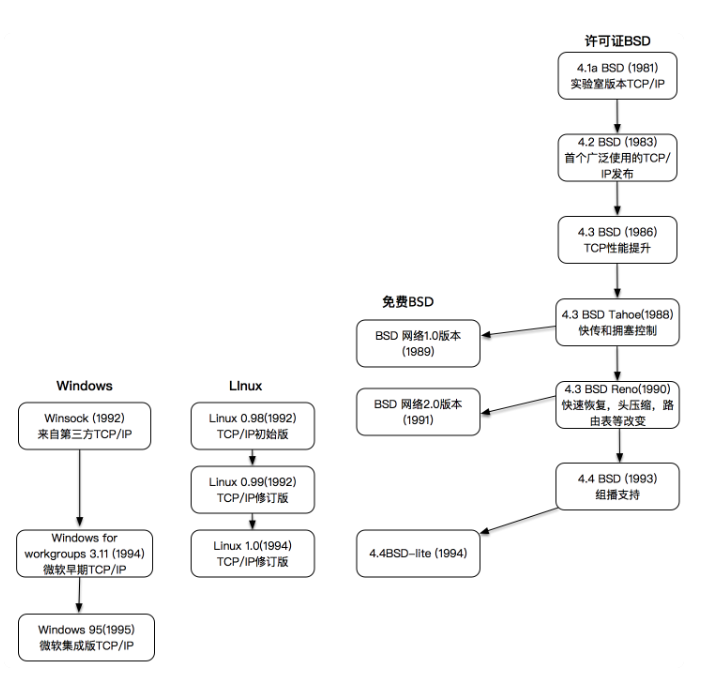 许可证BSD
4.1a BSD (1981)
实验室版本TCP/IP
4.2 BSD (1983)
首个广泛使用的TCP/
IP发布
4.3 BSD (1986)
TCP性能提升
4.3 BSD Tahoe(1988)
快传和拥塞控制
4.3 BSD Reno(1990)
快速恢复，头压缩，路
由表等改变
4.4 BSD (1993)
组播支持
免费BSD
BSD 网络1.0版本
(1989)
BSD 网络2.0版本
(1991)
4.4BSD-lite (1994)
LInux
Linux 0.98(1992)
TCP/IP初始版
Linux 0.99(1992)
TCP/IP修订版
Linux 1.0(1994)
TCP/IP修订版
Windows
Winsock (1992)
来自第三方TCP/IP
Windows for
workgroups 3.11 (1994)
微软早期TCP/IP
Windows 95(1995)
微软集成版TCP/IP